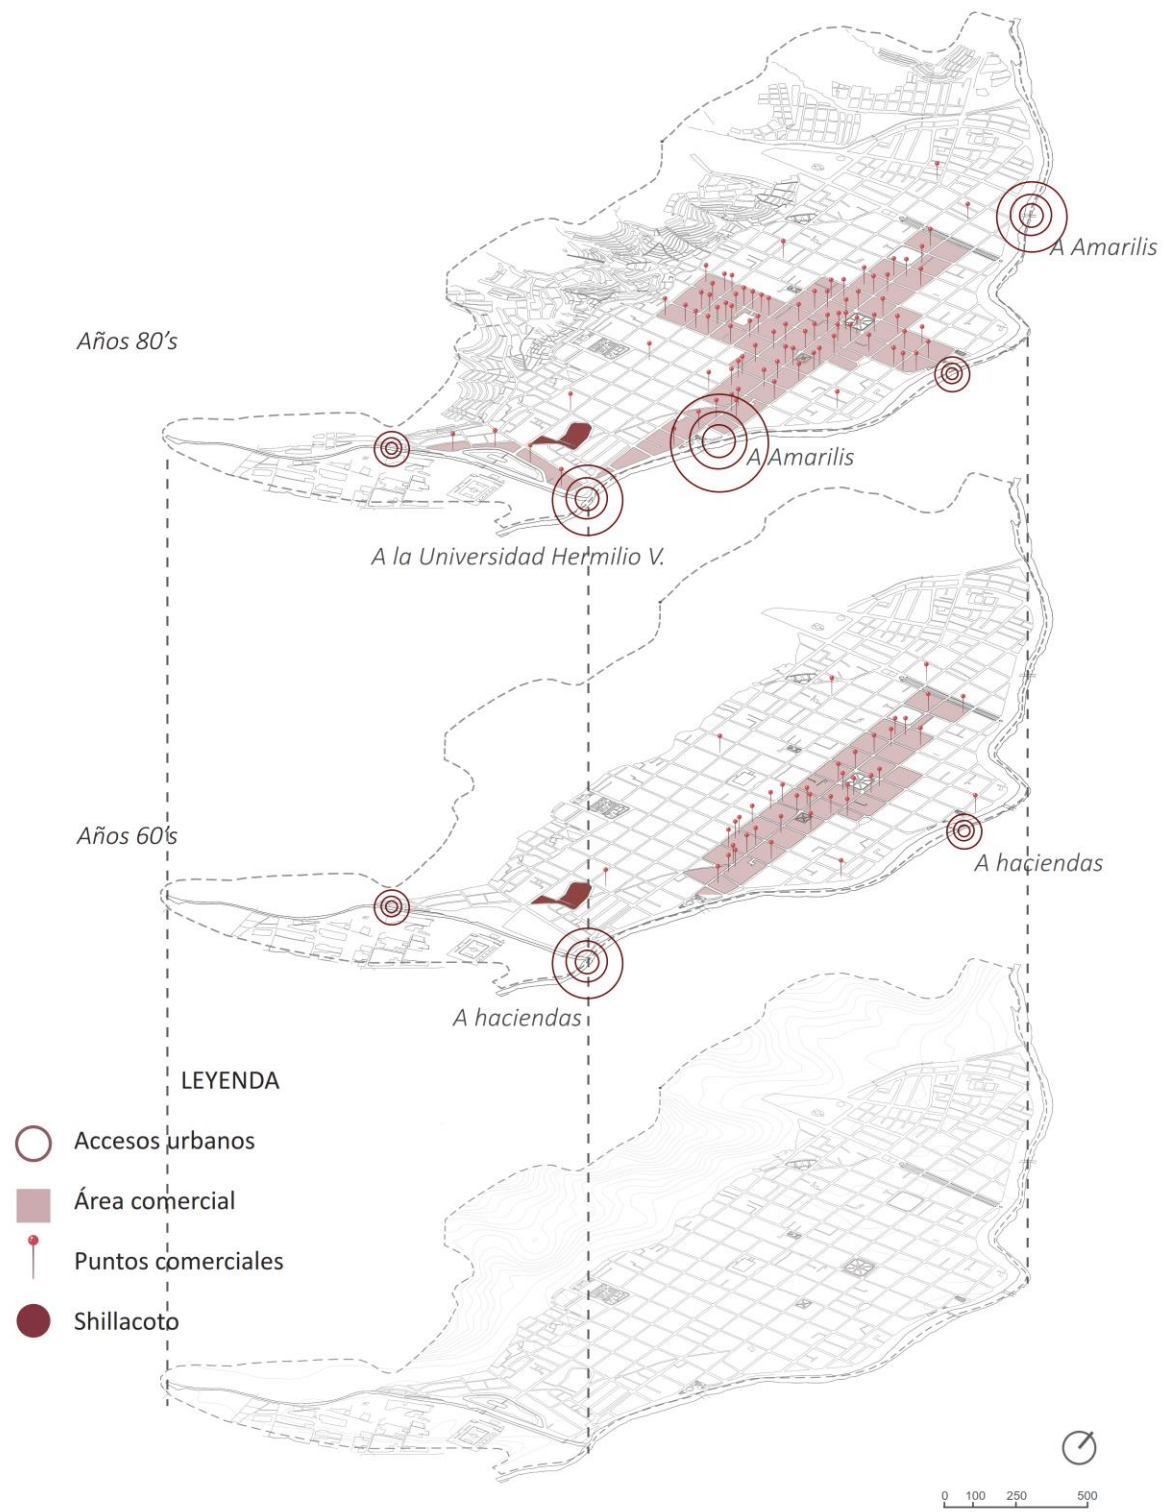 A Amarilis
Años 80's
A Amarilis
A la Universidad Hermilio V.
Años 60's
A haciendas
A haciendas
LEYENDA
Accesos urbanos
Área comercial
Puntos comerciales
Shillacoto
0 100 250 500